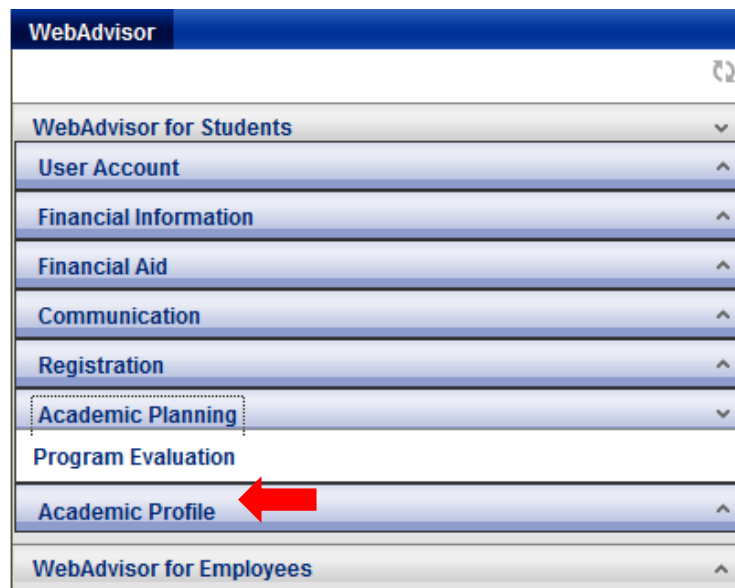 WebAdvisor
WebAdvisor for Students
User Account
Financial Information
Financial Aid
Communication
Registration
Academic Planning
Program Evaluation
Academic Profile
WebAdvisor for Employees